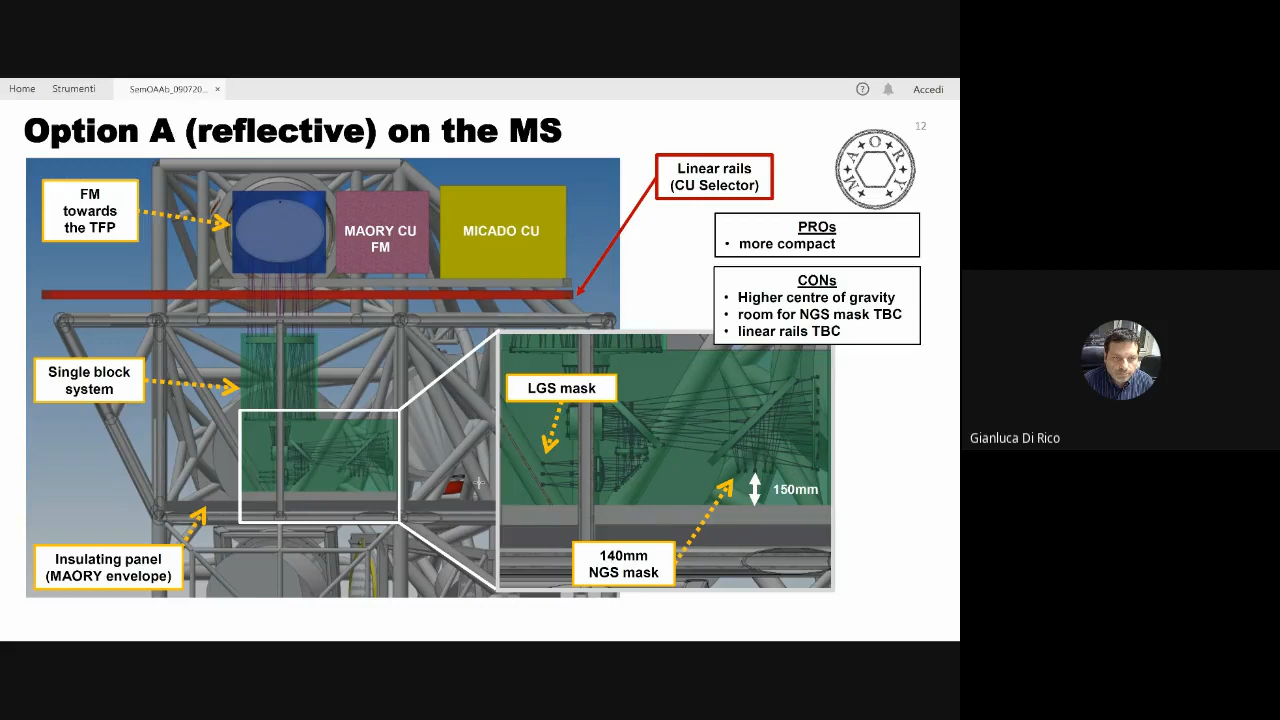 Home Strumenti SemOAAb_090720... × ? Accedi
Option A (reflective) on the MS
12
MAORY
Linear rails
(CU Selector)
FM
towards
the TFP
MAORY CU
FM
MICADO CU
PROs
• more compact
CONs
• Higher centre of gravity
• room for NGS mask TBC
• linear rails TBC
Single block
system
LGS mask
150mm
Insulating panel
(MAORY envelope)
140mm
NGS mask
Gianluca Di Rico